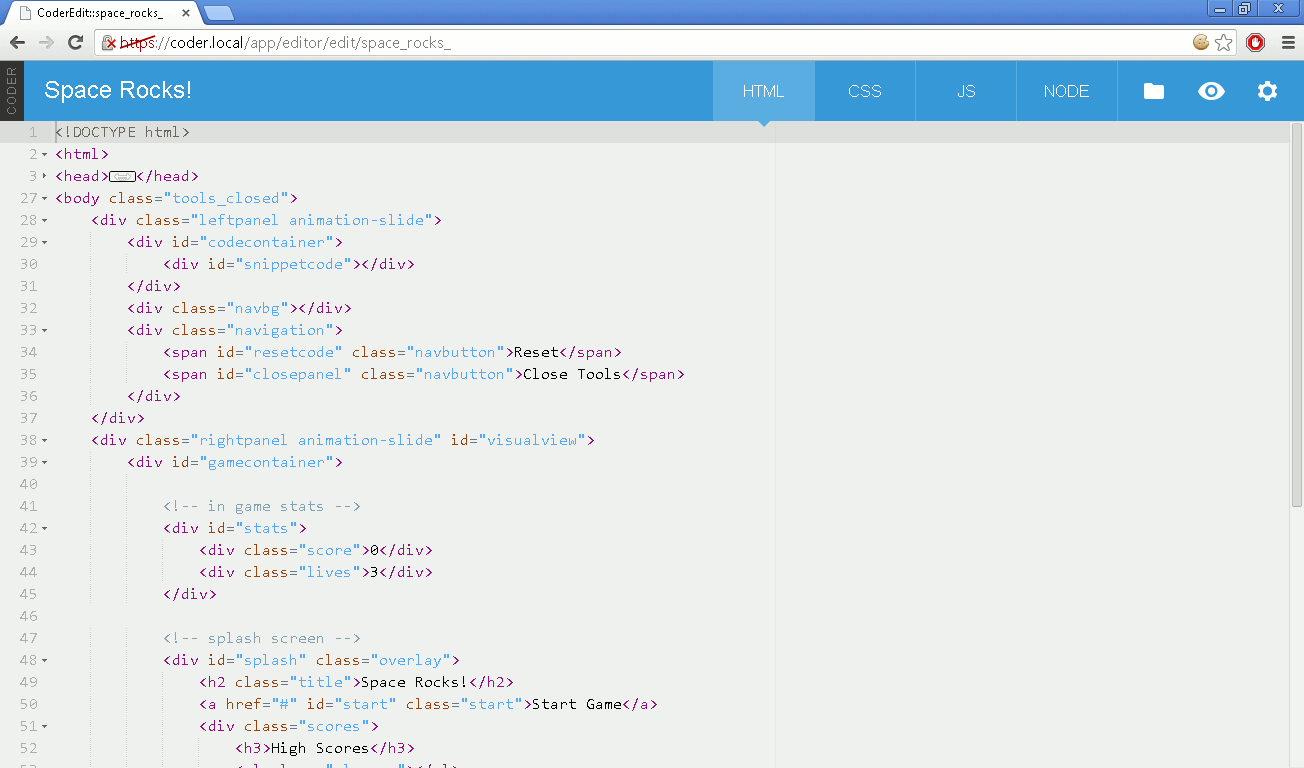 CoderEdit::space_rocks_
https://coder.local/app/editor/edit/space_rocks_
CODER
Space Rocks!
HTML
CSS
JS
NODE
1 <!DOCTYPE html>
2 <html>
3 <head></head>
27 <body class="tools_closed">
28 <div class="leftpanel animation-slide">
29 <div id="codecontainer">
30 <div id="snippetcode"></div>
31 </div>
32 <div class="navbg"></div>
33 <div class="navigation">
34 <span id="resetcode" class="navbutton">Reset</span>
35 <span id="closepanel" class="navbutton">Close Tools</span>
36 </div>
37 </div>
38 <div class="rightpanel animation-slide" id="visualview">
39 <div id="gamecontainer">
40
41 <!-- in game stats -->
42 <div id="stats">
43 <div class="score">0</div>
44 <div class="lives">3</div>
45 </div>
46
47 <!-- splash screen -->
48 <div id="splash" class="overlay">
49 <h2 class="title">Space Rocks!</h2>
50 <a href="#" id="start" class="start">Start Game</a>
51 <div class="scores">
52 <h3>High Scores</h3>